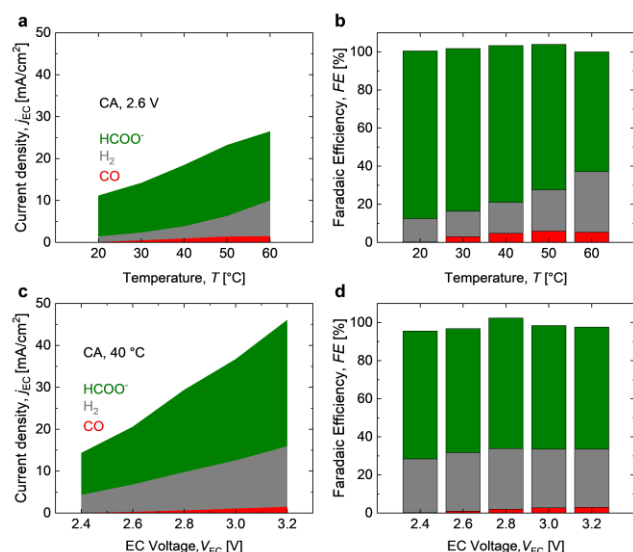 a
50
40
30
20
10
0
Current density, j_EC [mA/cm²]
CA, 2.6 V
HCOO⁻
H₂
CO
20 30 40 50 60
Temperature, T [°C]
b
100
80
60
40
20
0
Faradaic Efficiency, FE [%]
20 30 40 50 60
Temperature, T [°C]
c
50
40
30
20
10
0
Current density, j_EC [mA/cm²]
CA, 40 °C
HCOO⁻
H₂
CO
2.4 2.6 2.8 3.0 3.2
EC Voltage, V_EC [V]
d
100
80
60
40
20
0
Faradaic Efficiency, FE [%]
2.4 2.6 2.8 3.0 3.2
EC Voltage, V_EC [V]